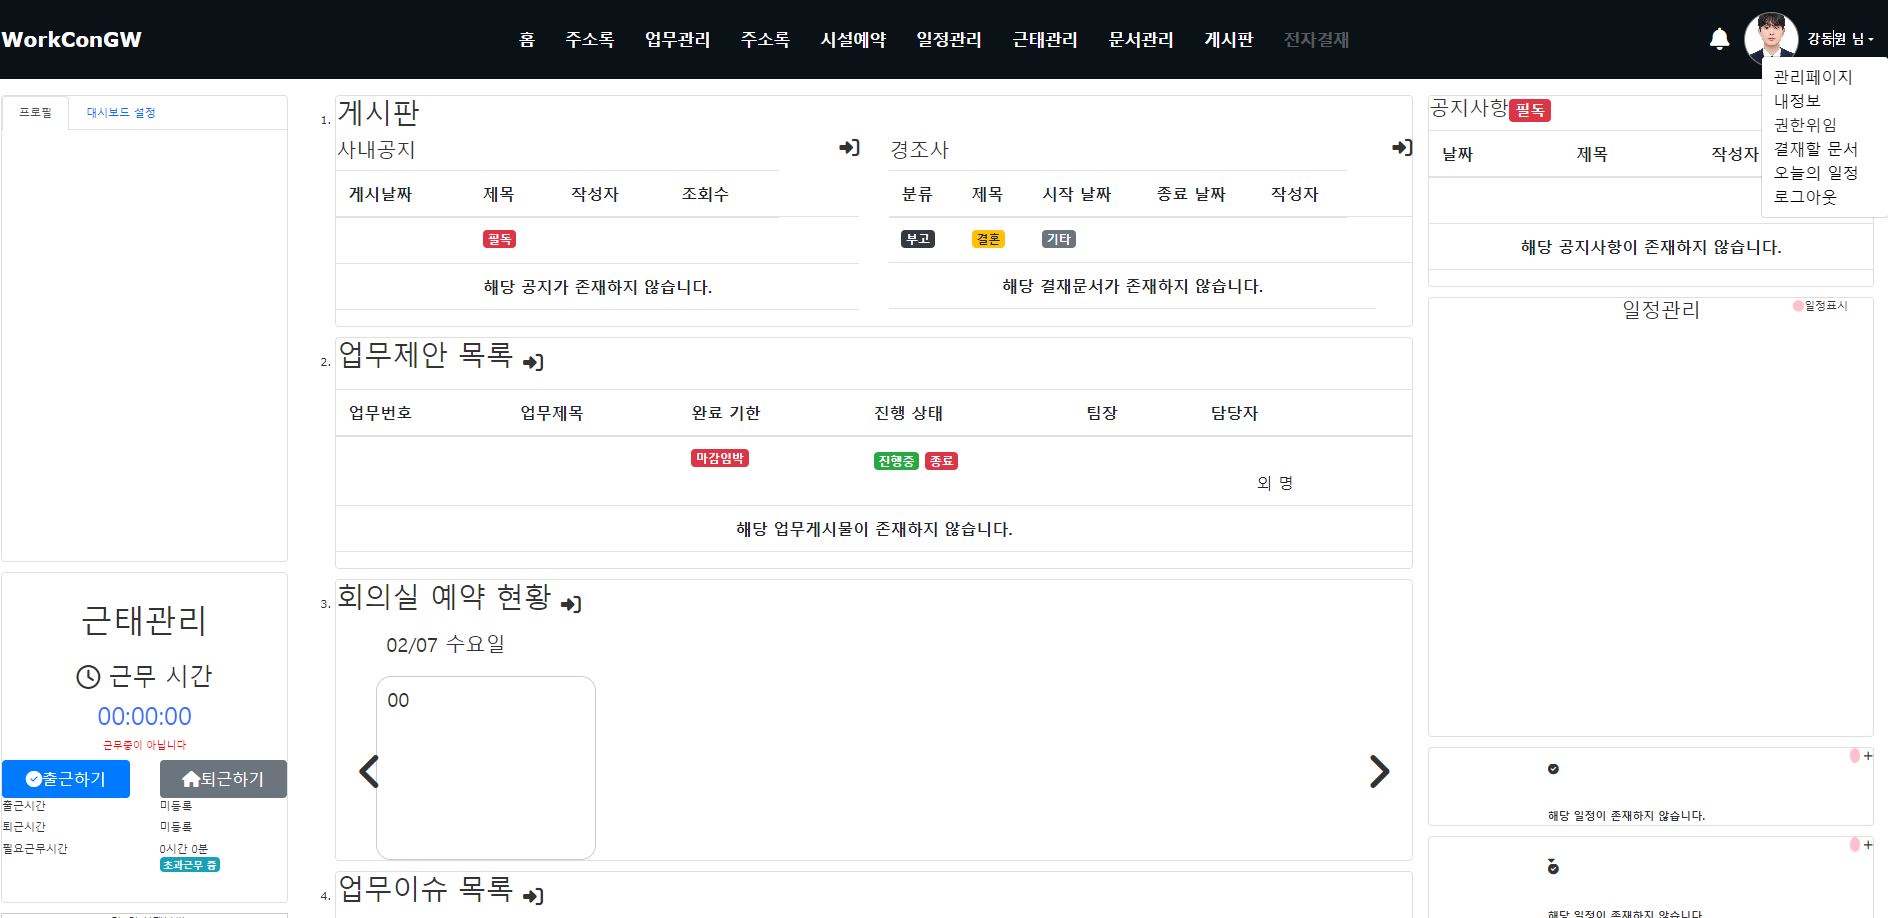 WorkConGW
홈 주소록 업무관리 주소록 시설예약 일정관리 근태관리 문서관리 게시판 전자결재
강동원 님
관리페이지
내정보
권한위임
결재할 문서
오늘의 일정
로그아웃
프로필 대시보드 설정
근태관리
근무 시간
00:00:00
근무중이 아닙니다
출근하기 퇴근하기
출근시간 미등록
퇴근시간 미등록
필요근무시간 0시간 0분
초과근무 중
1. 게시판
사내공지
게시날짜 제목 작성자 조회수
필독
해당 공지가 존재하지 않습니다.
경조사
분류 제목 시작 날짜 종료 날짜 작성자
부고 결혼 기타
해당 결재문서가 존재하지 않습니다.
2. 업무제안 목록
업무번호 업무제목 완료 기한 진행 상태 팀장 담당자
마감임박 진행중 종료
외 명
해당 업무게시물이 존재하지 않습니다.
3. 회의실 예약 현황
02/07 수요일
00
4. 업무이슈 목록
공지사항 필독
날짜 제목 작성자
해당 공지사항이 존재하지 않습니다.
일정관리
일정표시
+
해당 일정이 존재하지 않습니다.
+
해당 일정이 존재하지 않습니다.